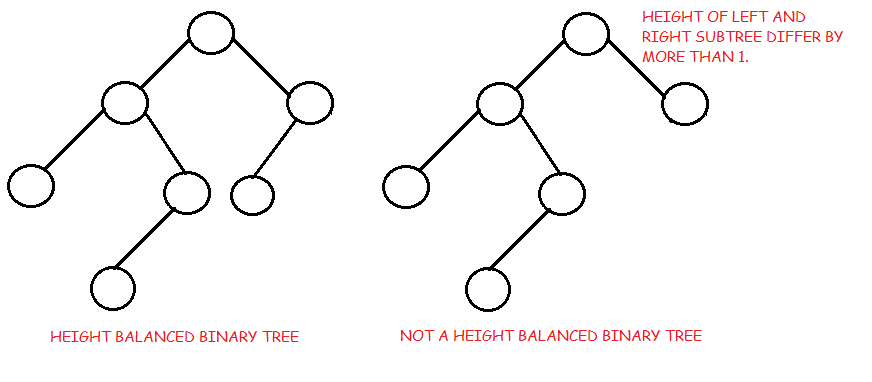 HEIGHT OF LEFT AND
RIGHT SUBTREE DIFFER BY
MORE THAN 1.
HEIGHT BALANCED BINARY TREE
NOT A HEIGHT BALANCED BINARY TREE